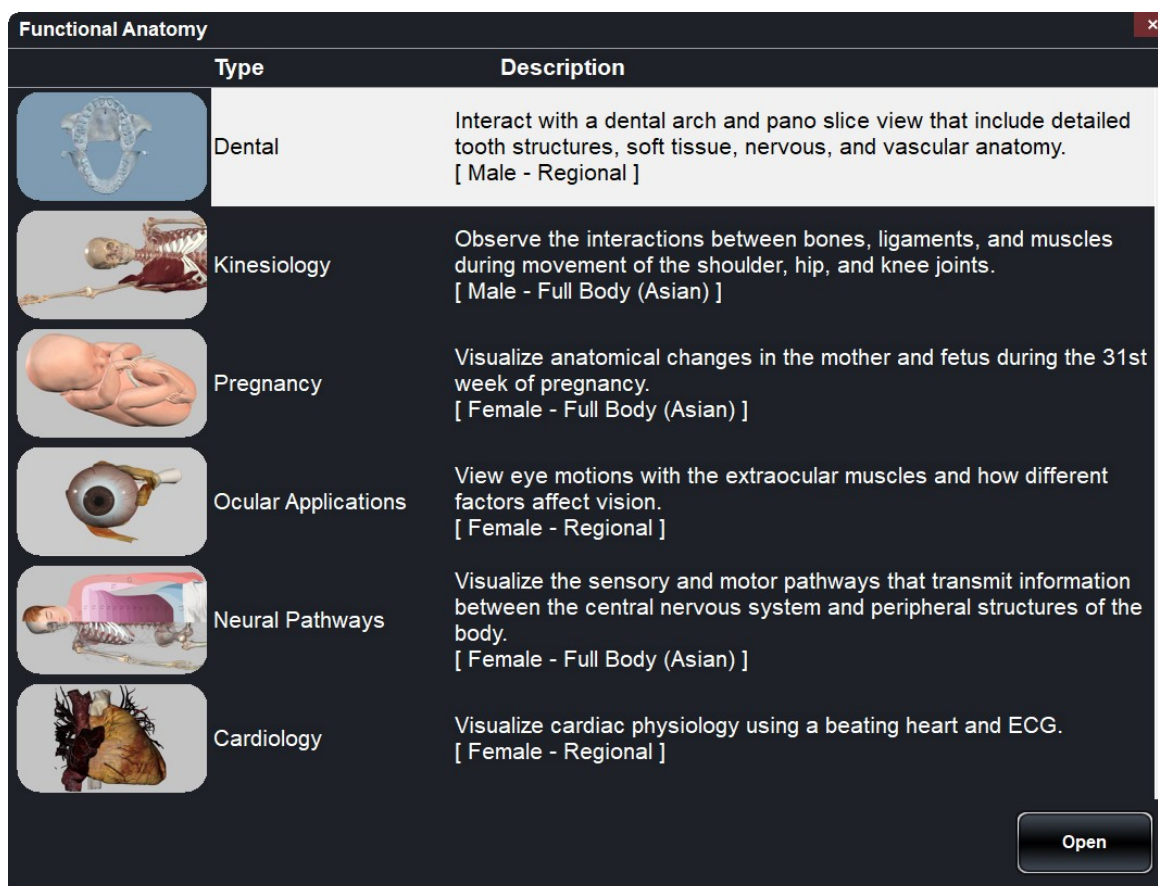 Functional Anatomy
×
Type
Description
Dental
Interact with a dental arch and pano slice view that include detailed
tooth structures, soft tissue, nervous, and vascular anatomy.
[ Male - Regional ]
Kinesiology
Observe the interactions between bones, ligaments, and muscles
during movement of the shoulder, hip, and knee joints.
[ Male - Full Body (Asian) ]
Pregnancy
Visualize anatomical changes in the mother and fetus during the 31st
week of pregnancy.
[ Female - Full Body (Asian) ]
Ocular Applications
View eye motions with the extraocular muscles and how different
factors affect vision.
[ Female - Regional ]
Neural Pathways
Visualize the sensory and motor pathways that transmit information
between the central nervous system and peripheral structures of the
body.
[ Female - Full Body (Asian) ]
Cardiology
Visualize cardiac physiology using a beating heart and ECG.
[ Female - Regional ]
Open